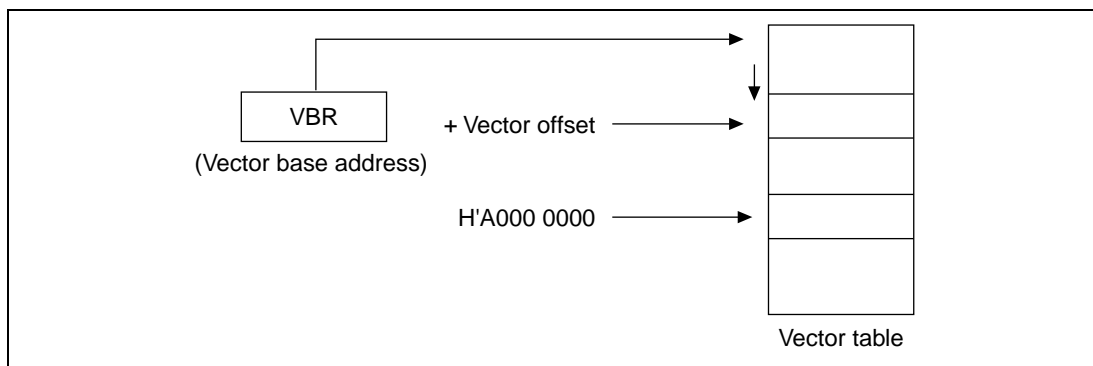 VBR
+ Vector offset
(Vector base address)
H'A000 0000
Vector table